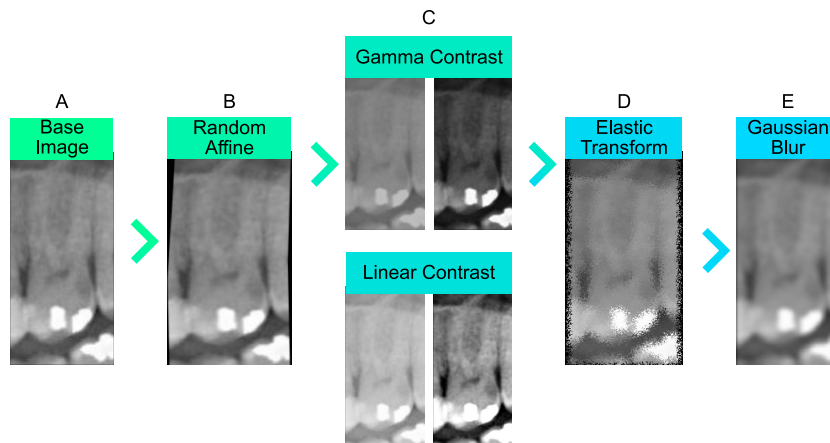 A
Base
Image
B
Random
Affine
C
Gamma Contrast
Linear Contrast
D
Elastic
Transform
E
Gaussian
Blur